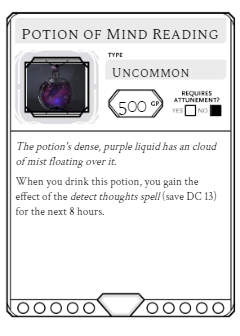 POTION OF MIND READING
TYPE
UNCOMMON
500 GP
REQUIRES
ATTUNEMENT?
YES NO
The potion's dense, purple liquid has an cloud
of mist floating over it.
When you drink this potion, you gain the
effect of the detect thoughts spell (save DC 13)
for the next 8 hours.